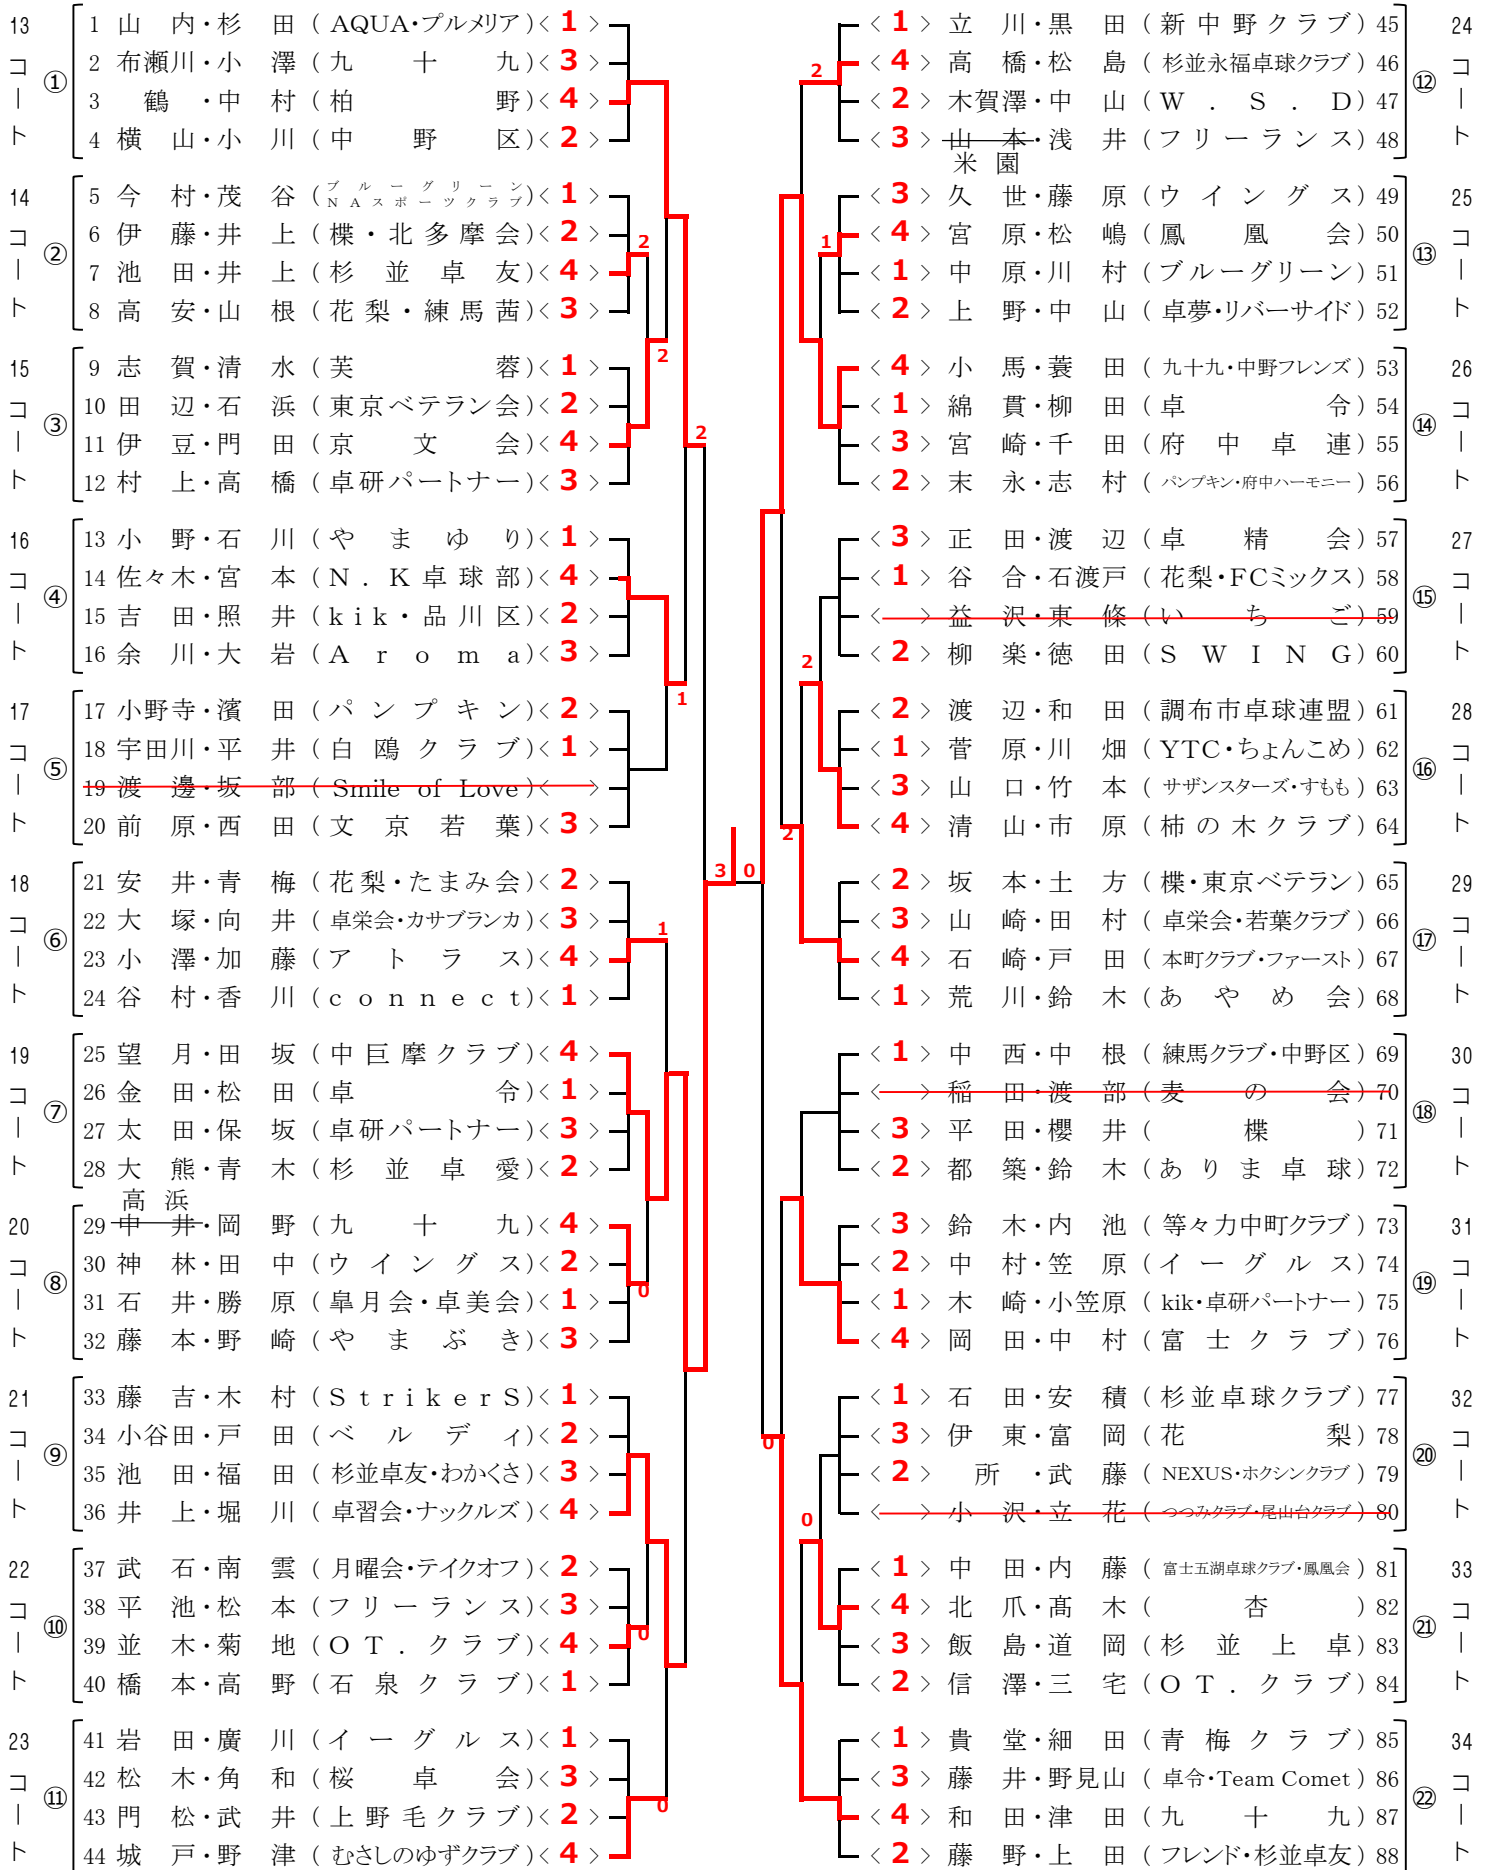 13コート ①
1 山内・杉田 (AQUA・プルメリア) < 1 >
2 布瀬川・小澤 (九十九) < 3 >
3 鶴・中村 (柏野) < 4 >
4 横山・小川 (中野区) < 2 >
14コート ②
5 今村・茂谷 (ブルーグリーン NAスポーツクラブ) < 1 >
6 伊藤・井上 (楪・北多摩会) < 2 >
7 池田・井上 (杉並卓友) < 4 >
8 高安・山根 (花梨・練馬茜) < 3 >
15コート ③
9 志賀・清水 (芙蓉) < 1 >
10 田辺・石浜 (東京ベテラン会) < 2 >
11 伊豆・門田 (京文会) < 4 >
12 村上・高橋 (卓研パートナー) < 3 >
16コート ④
13 小野・石川 (やまゆり) < 1 >
14 佐々木・宮本 (N.K卓球部) < 4 >
15 吉田・照井 (kik・品川区) < 2 >
16 余川・大岩 (Aroma) < 3 >
17コート ⑤
17 小野寺・濱田 (パンプキン) < 2 >
18 宇田川・平井 (白鴎クラブ) < 1 >
19 渡邊・坂部 (Smile of Love) < >
20 前原・西田 (文京若葉) < 3 >
18コート ⑥
21 安井・青梅 (花梨・たまみ会) < 2 >
22 大塚・向井 (卓栄会・カサブランカ) < 3 >
23 小澤・加藤 (アトラス) < 4 >
24 谷村・香川 (connect) < 1 >
19コート ⑦
25 望月・田坂 (中巨摩クラブ) < 4 >
26 金田・松田 (卓令) < 1 >
27 太田・保坂 (卓研パートナー) < 3 >
28 大熊・青木 (杉並卓愛) < 2 >
高浜
20コート ⑧
29 中井・岡野 (九十九) < 4 >
30 神林・田中 (ウイングス) < 2 >
31 石井・勝原 (皐月会・卓美会) < 1 >
32 藤本・野崎 (やまぶき) < 3 >
21コート ⑨
33 藤吉・木村 (StrikerS) < 1 >
34 小谷田・戸田 (ベルディ) < 2 >
35 池田・福田 (杉並卓友・わかくさ) < 3 >
36 井上・堀川 (卓習会・ナックルズ) < 4 >
22コート ⑩
37 武石・南雲 (月曜会・テイクオフ) < 2 >
38 平池・松本 (フリーランス) < 3 >
39 並木・菊地 (OT.クラブ) < 4 >
40 橋本・高野 (石泉クラブ) < 1 >
23コート ⑪
41 岩田・廣川 (イーグルス) < 1 >
42 松木・角和 (桜卓会) < 3 >
43 門松・武井 (上野毛クラブ) < 2 >
44 城戸・野津 (むさしのゆずクラブ) < 4 >
2
2
2
1
1
0
0
0
3 0
2
1
2
2
0
0
24コート ⑫
< 1 > 立川・黒田 (新中野クラブ) 45
< 4 > 高橋・松島 (杉並永福卓球クラブ) 46
< 2 > 木賀澤・中山 (W.S.D) 47
< 3 > 山本・浅井 (フリーランス) 48
米園
25コート ⑬
< 3 > 久世・藤原 (ウイングス) 49
< 4 > 宮原・松嶋 (鳳凰会) 50
< 1 > 中原・川村 (ブルーグリーン) 51
< 2 > 上野・中山 (卓夢・リバーサイド) 52
26コート ⑭
< 4 > 小馬・蓑田 (九十九・中野フレンズ) 53
< 1 > 綿貫・柳田 (卓令) 54
< 3 > 宮崎・千田 (府中卓連) 55
< 2 > 末永・志村 (パンプキン・府中ハーモニー) 56
27コート ⑮
< 3 > 正田・渡辺 (卓精会) 57
< 1 > 谷合・石渡戸 (花梨・FCミックス) 58
< > 益沢・東條 (いちご) 59
< 2 > 柳楽・徳田 (SWING) 60
28コート ⑯
< 2 > 渡辺・和田 (調布市卓球連盟) 61
< 1 > 菅原・川畑 (YTC・ちょんこめ) 62
< 3 > 山口・竹本 (サザンスターズ・すもも) 63
< 4 > 清山・市原 (柿の木クラブ) 64
29コート ⑰
< 2 > 坂本・土方 (楪・東京ベテラン) 65
< 3 > 山崎・田村 (卓栄会・若葉クラブ) 66
< 4 > 石崎・戸田 (本町クラブ・ファースト) 67
< 1 > 荒川・鈴木 (あやめ会) 68
30コート ⑱
< 1 > 中西・中根 (練馬クラブ・中野区) 69
< > 稲田・渡部 (麦の会) 70
< 3 > 平田・櫻井 (楪) 71
< 2 > 都築・鈴木 (ありま卓球) 72
31コート ⑲
< 3 > 鈴木・内池 (等々力中町クラブ) 73
< 2 > 中村・笠原 (イーグルス) 74
< 1 > 木崎・小笠原 (kik・卓研パートナー) 75
< 4 > 岡田・中村 (富士クラブ) 76
32コート ⑳
< 1 > 石田・安積 (杉並卓球クラブ) 77
< 3 > 伊東・富岡 (花梨) 78
< 2 > 所・武藤 (NEXUS・ホクシンクラブ) 79
< > 小沢・立花 (つつみクラブ・尾山台クラブ) 80
33コート ㉑
< 1 > 中田・内藤 (富士五湖卓球クラブ・鳳凰会) 81
< 4 > 北爪・髙木 (杏) 82
< 3 > 飯島・道岡 (杉並上卓) 83
< 2 > 信澤・三宅 (OT.クラブ) 84
34コート ㉒
< 1 > 貴堂・細田 (青梅クラブ) 85
< 3 > 藤井・野見山 (卓令・Team Comet) 86
< 4 > 和田・津田 (九十九) 87
< 2 > 藤野・上田 (フレンド・杉並卓友) 88